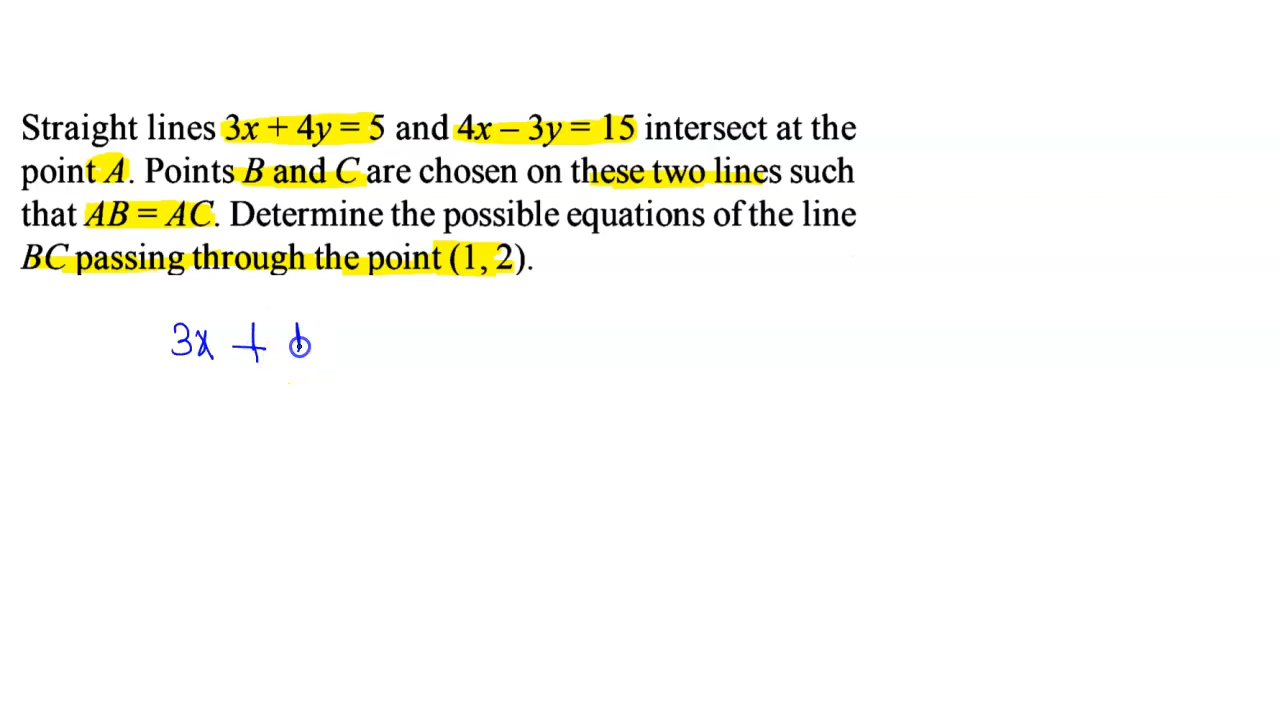 Straight lines 3x + 4y = 5 and 4x – 3y = 15 intersect at the
point A. Points B and C are chosen on these two lines such
that AB = AC. Determine the possible equations of the line
BC passing through the point (1, 2).
3x +